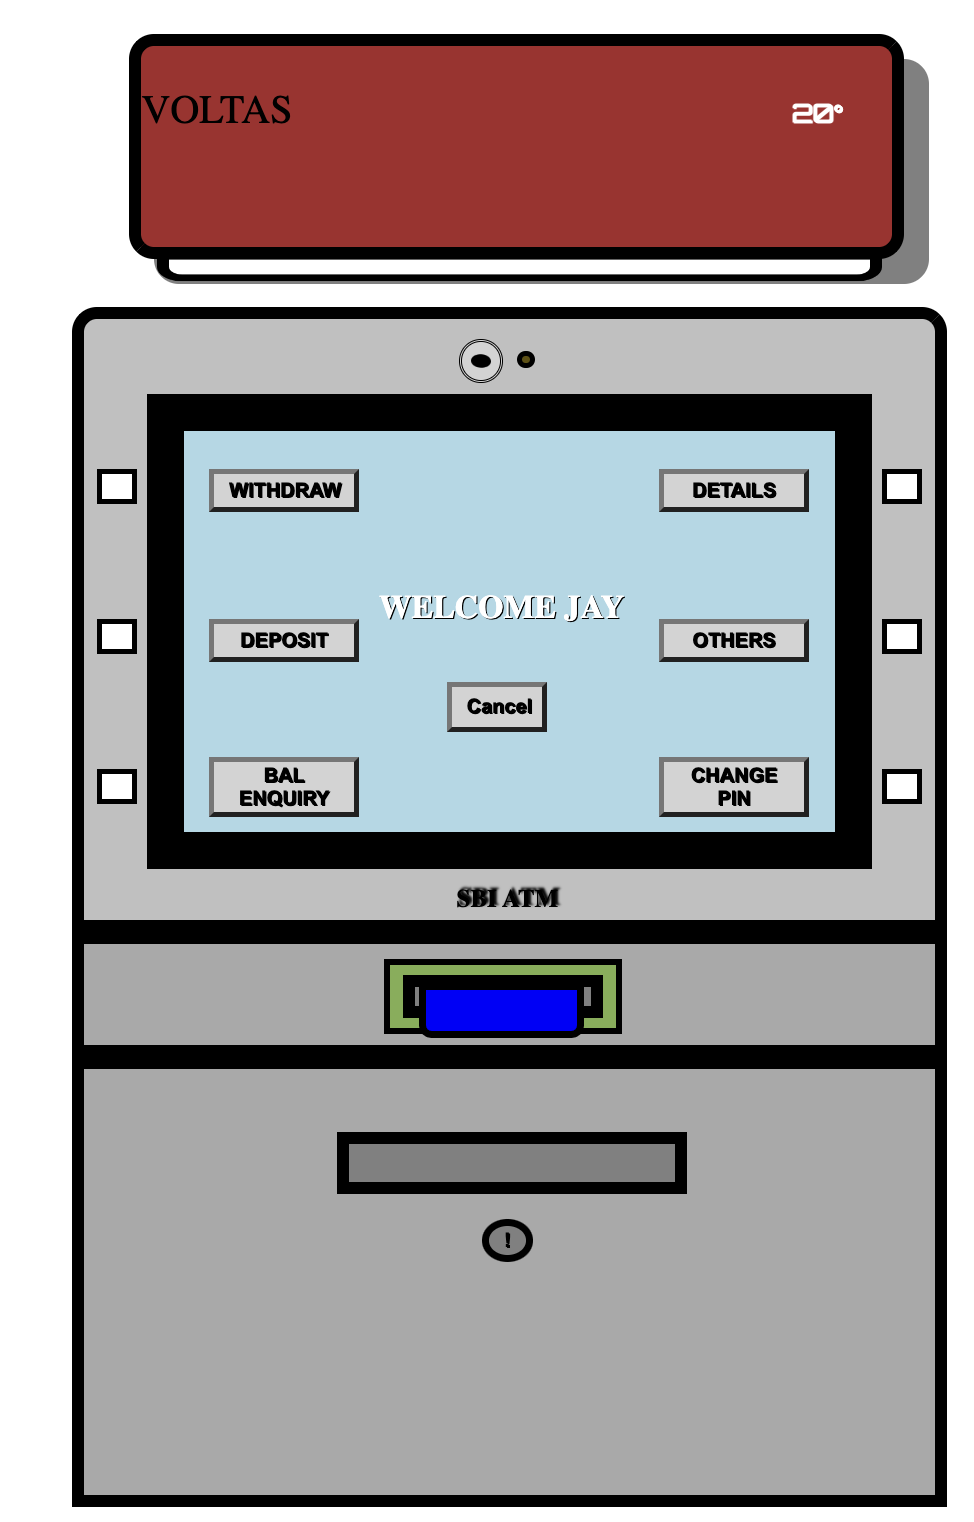 VOLTAS
20°
WITHDRAW
DETAILS
WELCOME JAY
DEPOSIT
OTHERS
Cancel
BAL
ENQUIRY
CHANGE
PIN
SBI ATM
!